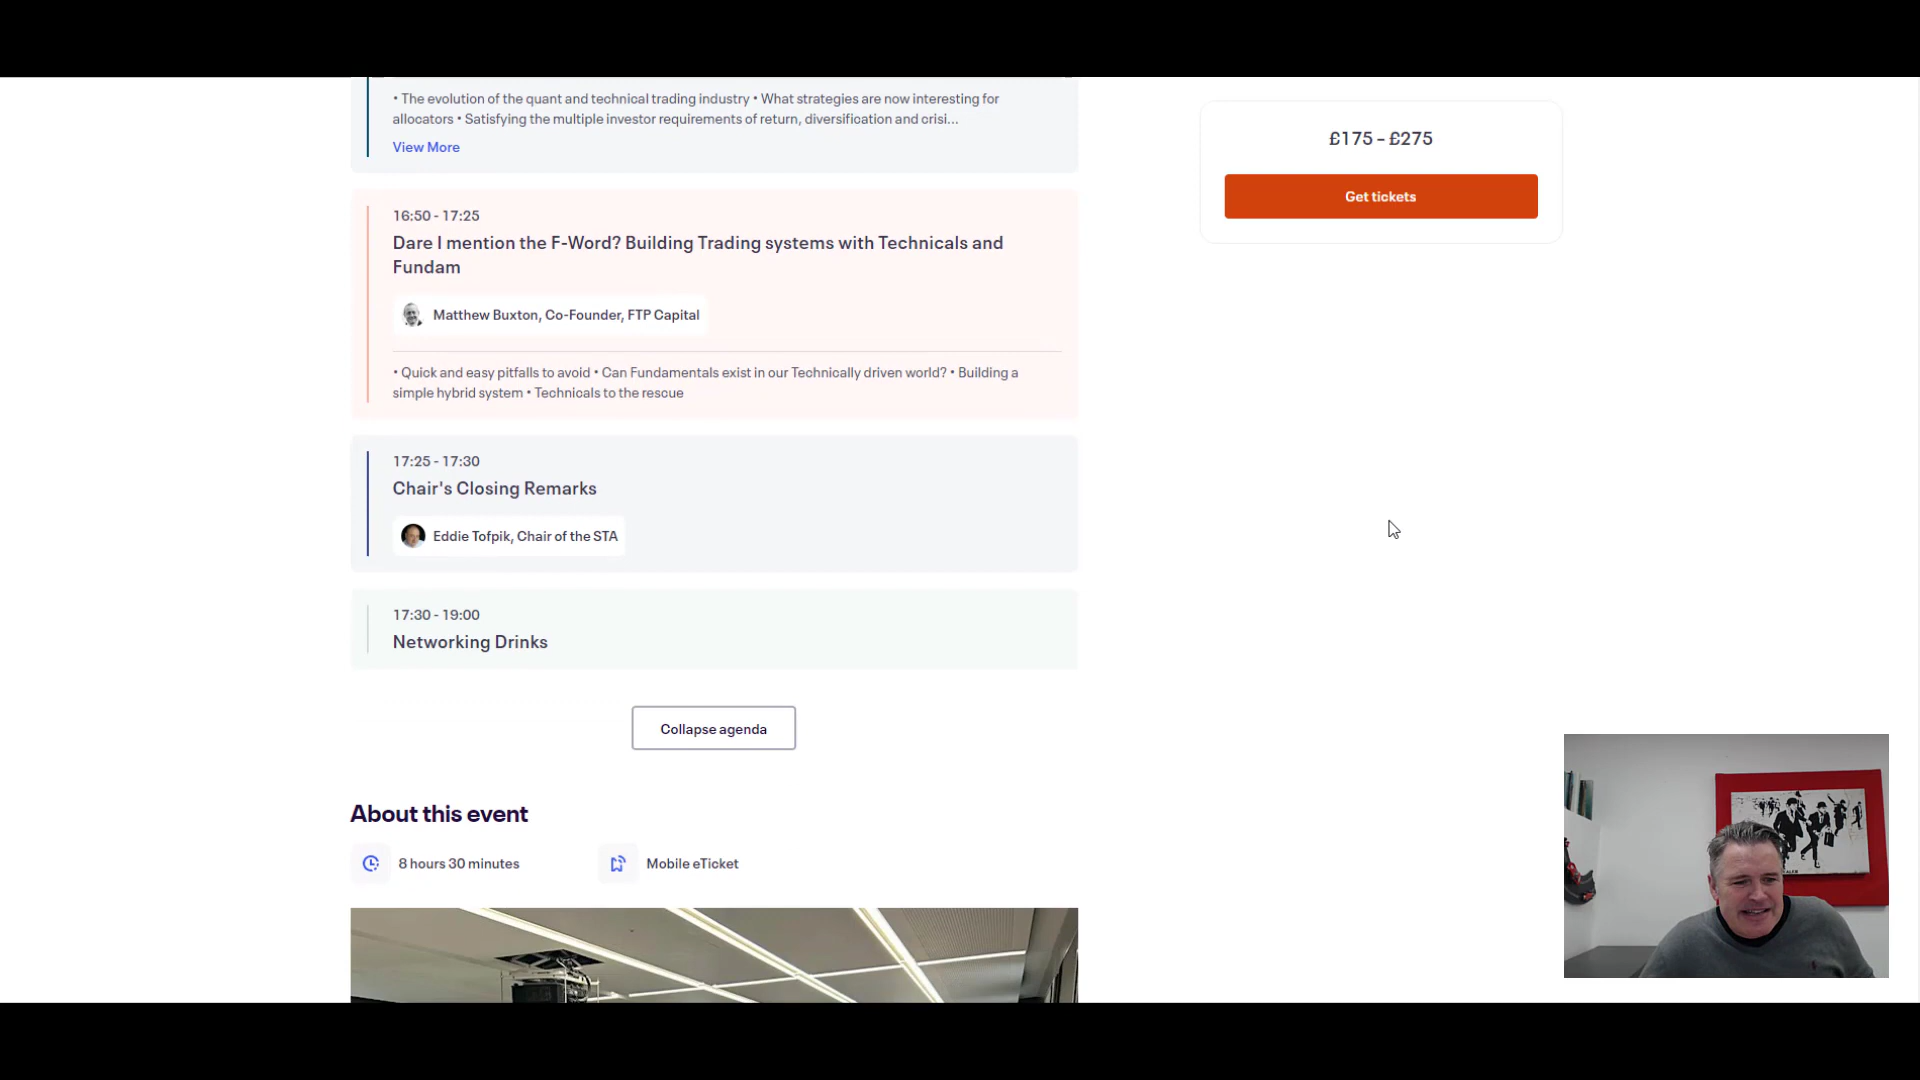 • The evolution of the quant and technical trading industry • What strategies are now interesting for
allocators • Satisfying the multiple investor requirements of return, diversification and crisi...
View More
£175 – £275
Get tickets
16:50 - 17:25
Dare I mention the F-Word? Building Trading systems with Technicals and
Fundam
Matthew Buxton, Co-Founder, FTP Capital
• Quick and easy pitfalls to avoid • Can Fundamentals exist in our Technically driven world? • Building a
simple hybrid system • Technicals to the rescue
17:25 - 17:30
Chair's Closing Remarks
Eddie Tofpik, Chair of the STA
17:30 - 19:00
Networking Drinks
Collapse agenda
About this event
8 hours 30 minutes
Mobile eTicket